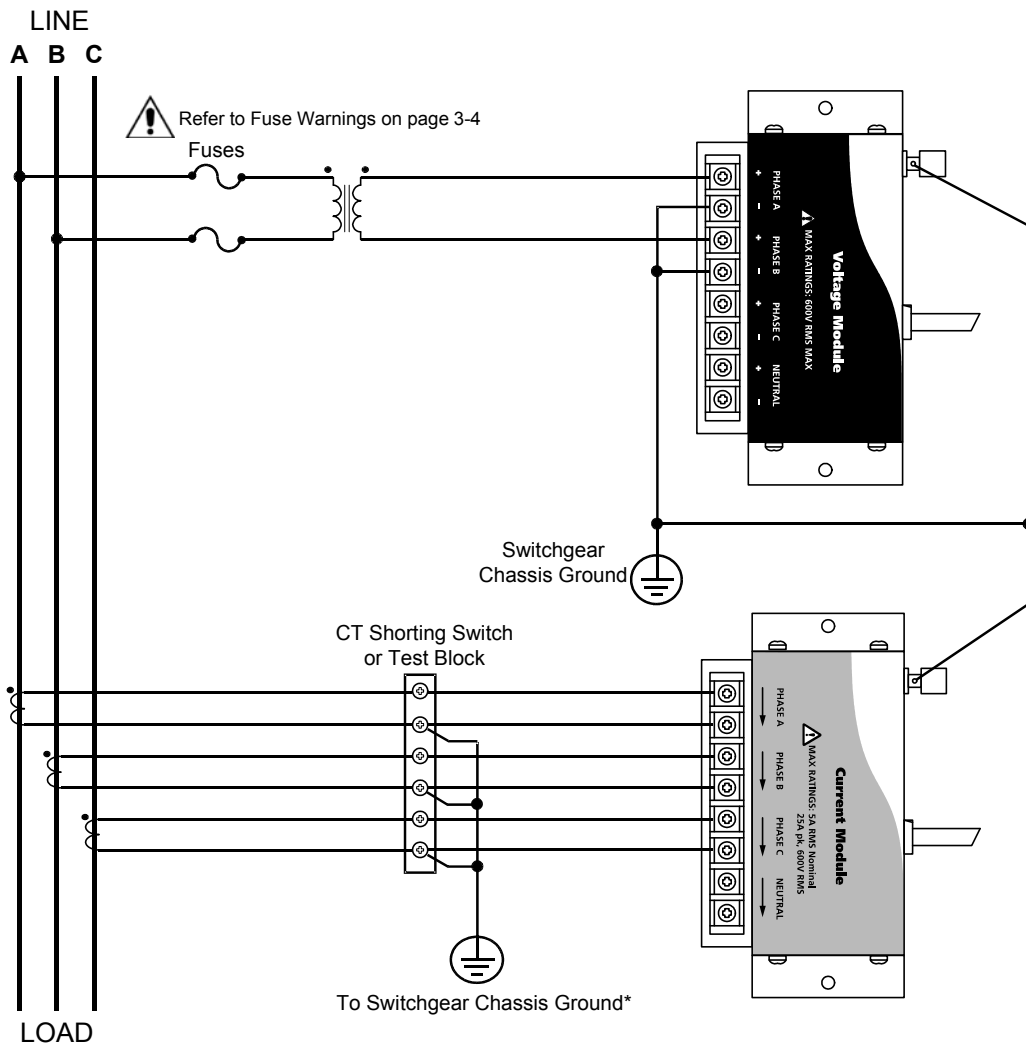 LINE
A B C
Refer to Fuse Warnings on page 3-4
Fuses
+ PHASE A
-
+ PHASE B
-
+ PHASE C
-
+ NEUTRAL
-
MAX RATINGS: 600V RMS MAX
Voltage Module
Switchgear
Chassis Ground
CT Shorting Switch
or Test Block
PHASE A
PHASE B
PHASE C
NEUTRAL
MAX RATINGS: 5A RMS Nominal
25A pk, 600V RMS
Current Module
To Switchgear Chassis Ground*
LOAD